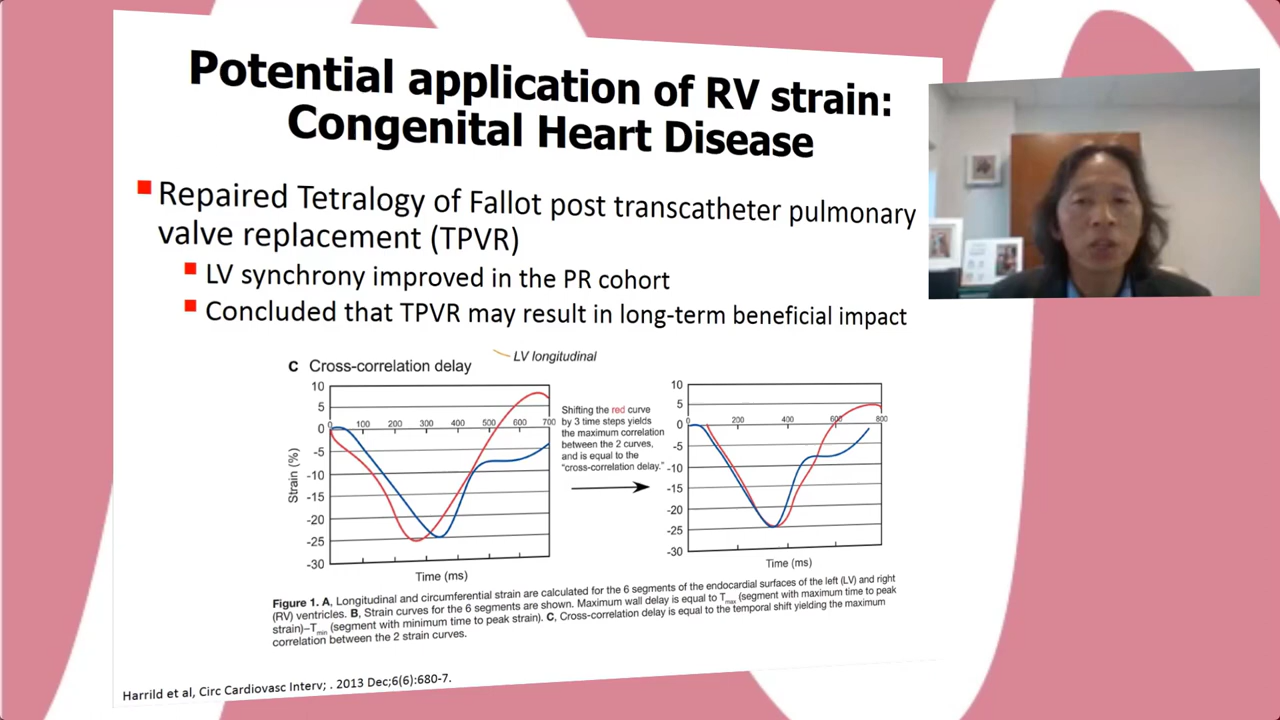 Potential application of RV strain:
Congenital Heart Disease
Repaired Tetralogy of Fallot post transcatheter pulmonary
valve replacement (TPVR)
LV synchrony improved in the PR cohort
Concluded that TPVR may result in long-term beneficial impact
LV longitudinal
C Cross-correlation delay
10
5
0
-5
-10
-15
-20
-25
-30
Strain (%)
0 100 200 300 400 500 600 700
Time (ms)
Shifting the red curve
by 3 time steps yields
the maximum correlation
between the 2 curves,
and is equal to the
"cross-correlation delay."
10
5
0
-5
-10
-15
-20
-25
-30
0 200 400 600 800
Time (ms)
Figure 1. A, Longitudinal and circumferential strain are calculated for the 6 segments of the endocardial surfaces of the left (LV) and right
(RV) ventricles. B, Strain curves for the 6 segments are shown. Maximum wall delay is equal to Tmax (segment with maximum time to peak
strain)–Tmin (segment with minimum time to peak strain). C, Cross-correlation delay is equal to the temporal shift yielding the maximum
correlation between the 2 strain curves.
Harrild et al, Circ Cardiovasc Interv; . 2013 Dec;6(6):680-7.